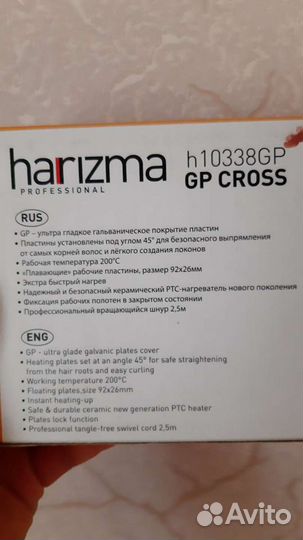 harizma
PROFESSIONAL
h10338GP
GP CROSS
RUS
• GP – ультра гладкое гальваническое покрытие пластин
• Пластины установлены под углом 45° для безопасного выпрямления
от самых корней волос и лёгкого создания локонов
• Рабочая температура 200°C
• «Плавающие» рабочие пластины, размер 92х26мм
• Экстра быстрый нагрев
• Надежный и безопасный керамический PTC-нагреватель нового поколения
• Фиксация рабочих полотен в закрытом состоянии
• Профессиональный вращающийся шнур 2,5м
ENG
• GP - ultra glade galvanic plates cover
• Heating plates set at an angle 45° for safe straightening
from the hair roots and easy curling
• Working temperature 200°C
• Floating plates,size 92x26mm
• Instant heating-up
• Safe & durable ceramic new generation PTC heater
• Plates lock function
• Professional tangle-free swivel cord 2,5m
Avito